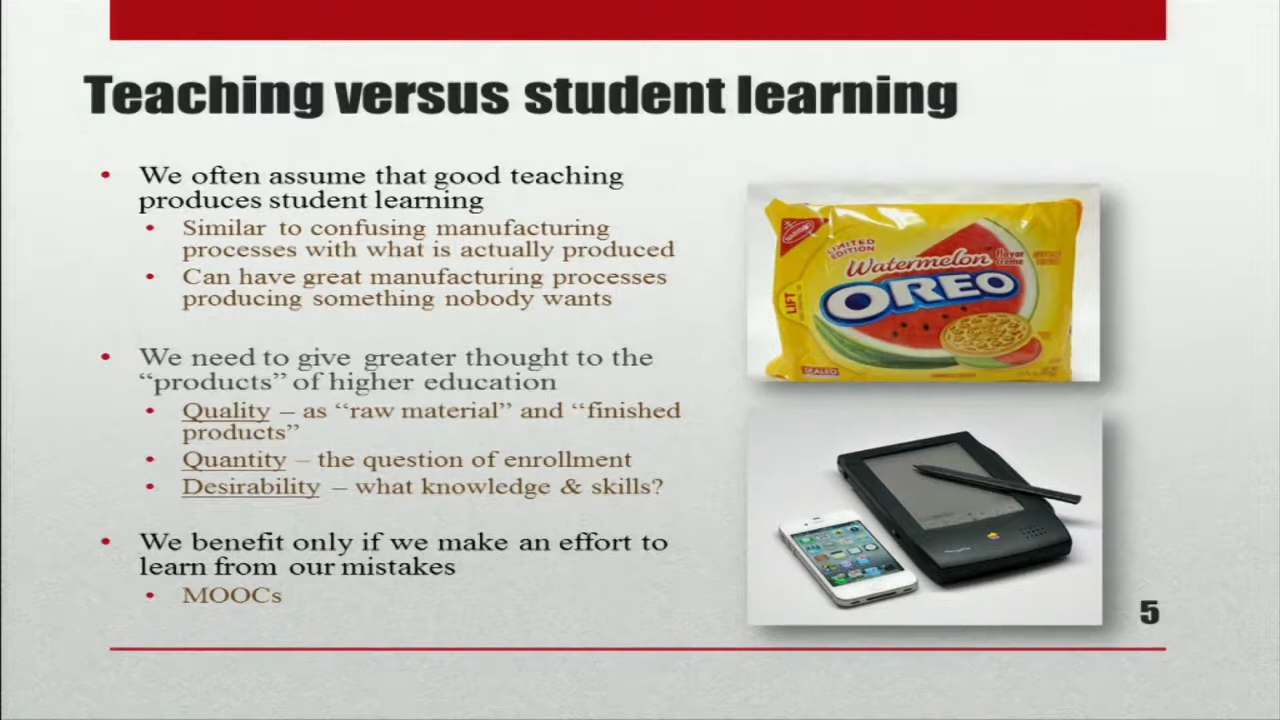 Teaching versus student learning
• We often assume that good teaching
produces student learning
• Similar to confusing manufacturing
processes with what is actually produced
• Can have great manufacturing processes
producing something nobody wants
• We need to give greater thought to the
“products” of higher education
• Quality – as “raw material” and “finished
products”
• Quantity – the question of enrollment
• Desirability – what knowledge & skills?
• We benefit only if we make an effort to
learn from our mistakes
• MOOCs
LIMITED
EDITION
Watermelon
flavor
creme
OREO
LIFT
5